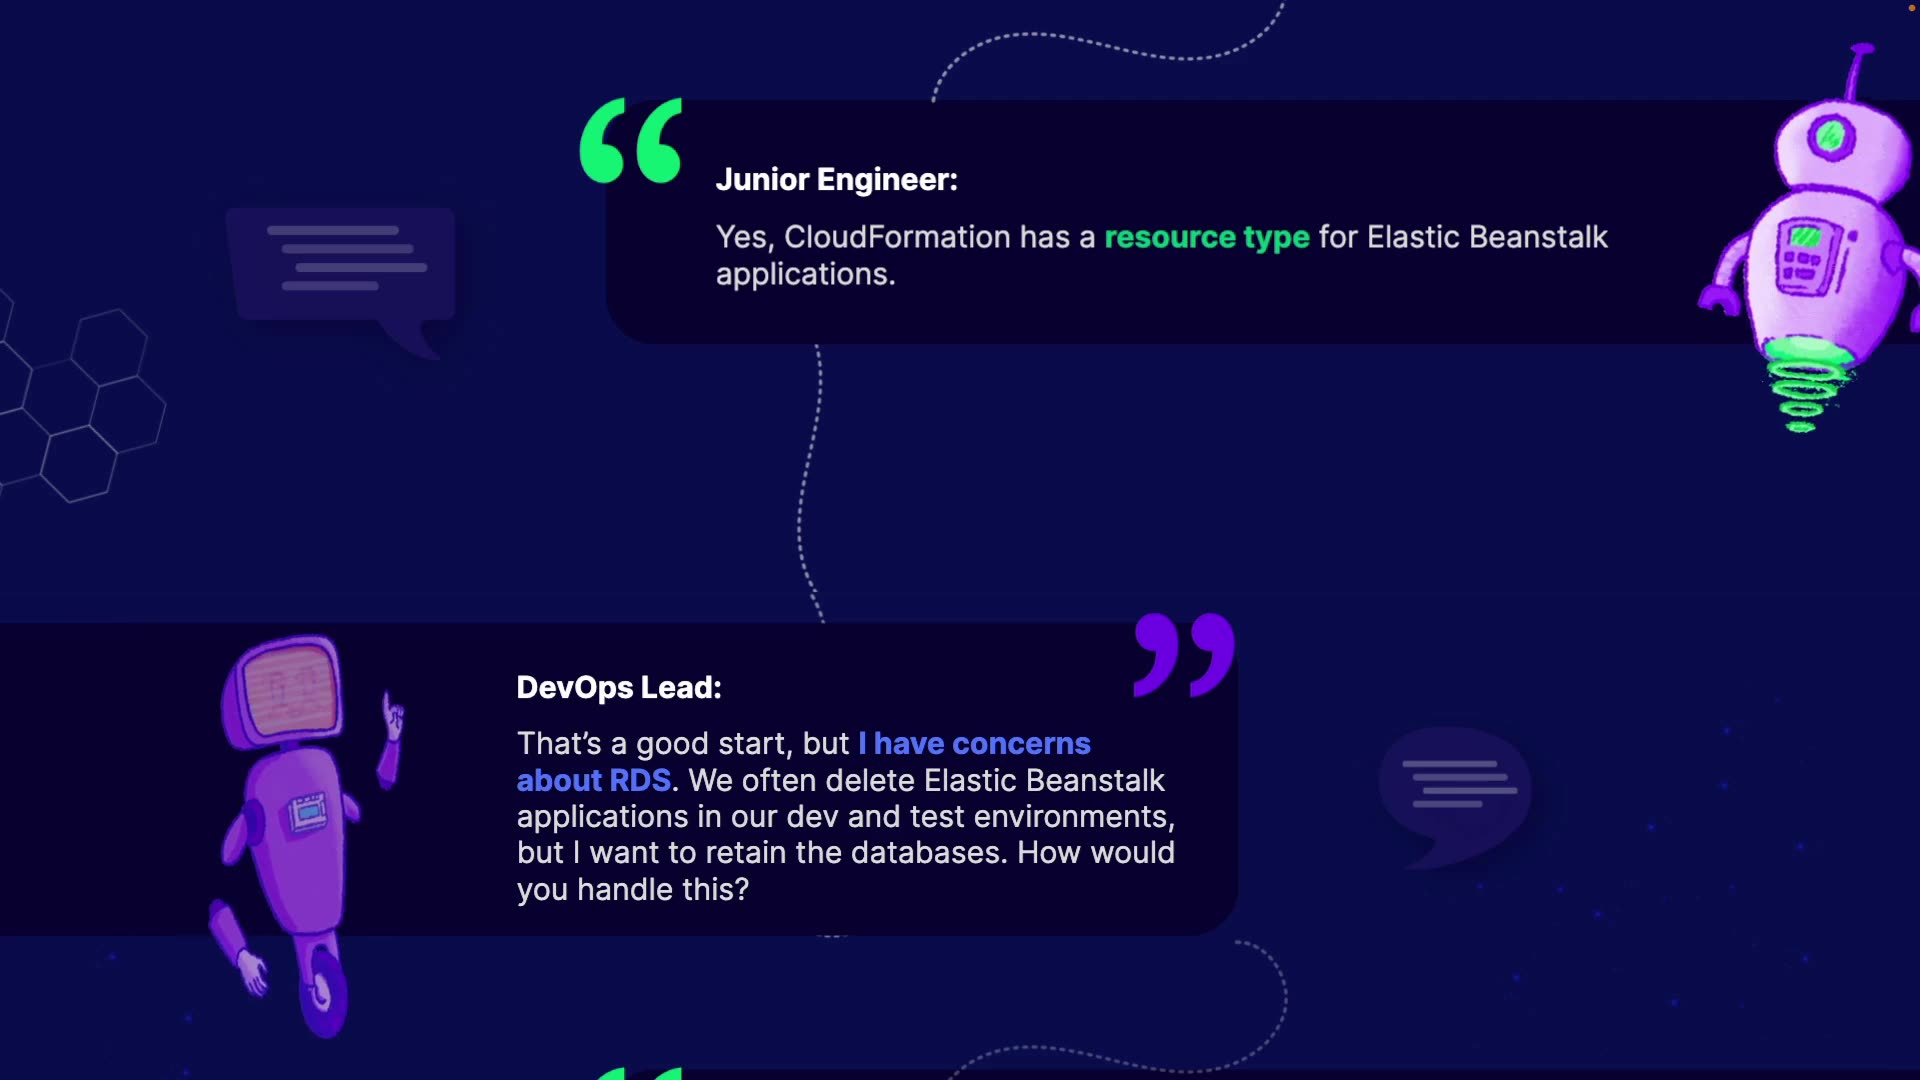 Junior Engineer:
Yes, CloudFormation has a resource type for Elastic Beanstalk
applications.
DevOps Lead:
That’s a good start, but I have concerns
about RDS. We often delete Elastic Beanstalk
applications in our dev and test environments,
but I want to retain the databases. How would
you handle this?